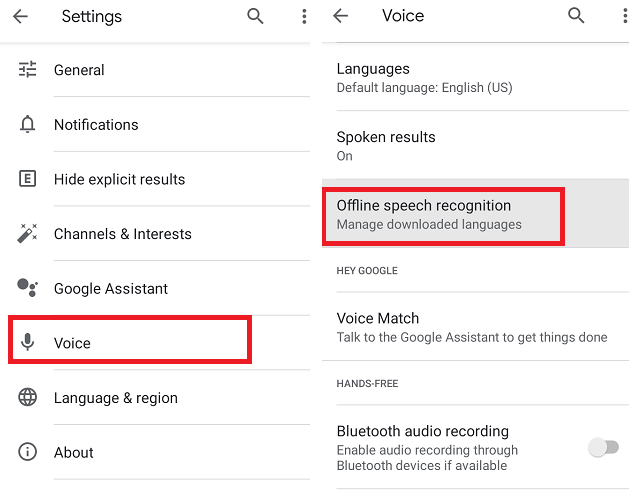 Settings
General
Notifications
E
Hide explicit results
Channels & Interests
Google Assistant
Voice
Language & region
About
Voice
Languages
Default language: English (US)
Spoken results
On
Offline speech recognition
Manage downloaded languages
HEY GOOGLE
Voice Match
Talk to the Google Assistant to get things done
HANDS-FREE
Bluetooth audio recording
Enable audio recording through
Bluetooth devices if available